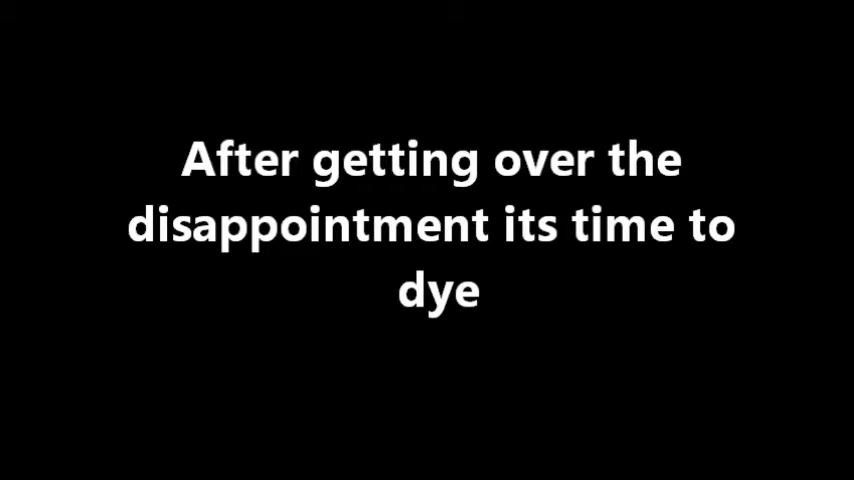 After getting over the
disappointment its time to
dye